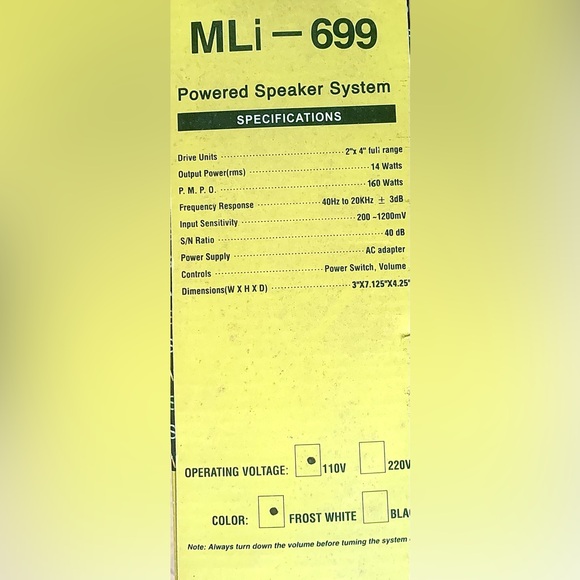 MLi – 699
Powered Speaker System
SPECIFICATIONS
Drive Units 2"x 4" full range
Output Power(rms) 14 Watts
P. M. P. O. 160 Watts
Frequency Response 40Hz to 20KHz ± 3dB
Input Sensitivity 200 ~1200mV
S/N Ratio 40 dB
Power Supply AC adapter
Controls Power Switch, Volume
Dimensions(W X H X D) 3"X7.125"X4.25"
OPERATING VOLTAGE: 110V 220V
COLOR: FROST WHITE
Note: Always turn down the volume before turning the system